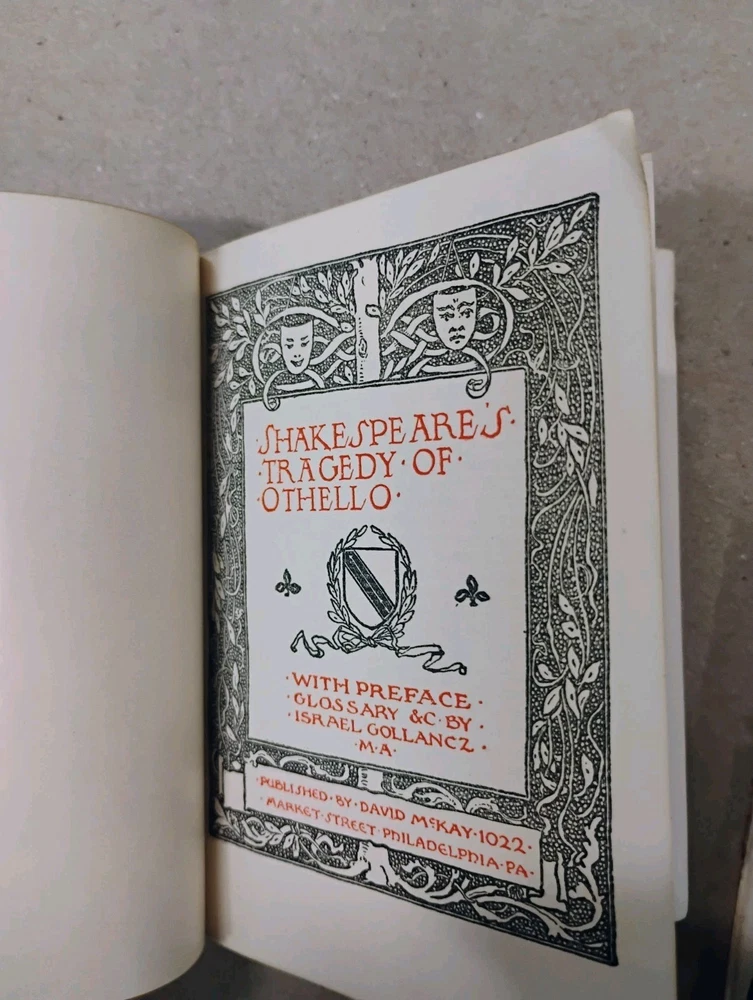 ·SHAKESPEARE'S·
·TRAGEDY·OF·
·OTHELLO·
·WITH PREFACE·
·GLOSSARY &C·BY·
·ISRAEL GOLLANCZ·
·M·A·
·PUBLISHED·BY·DAVID McKAY·1022·
·MARKET·STREET·PHILADELPHIA·PA·